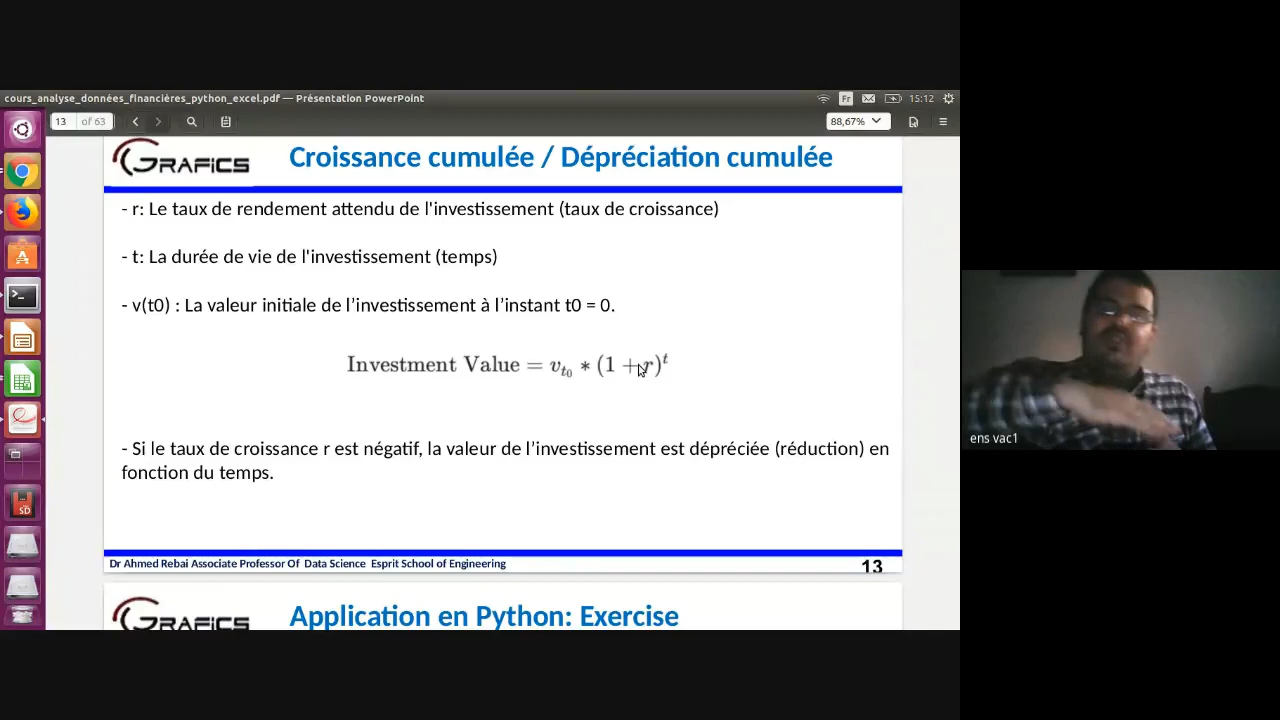 cours_analyse_données_financières_python_excel.pdf — Présentation PowerPoint
Fr
15:12
13 of 63
88,67%
GRAFICS
Croissance cumulée / Dépréciation cumulée
- r: Le taux de rendement attendu de l'investissement (taux de croissance)
- t: La durée de vie de l'investissement (temps)
- v(t0) : La valeur initiale de l’investissement à l’instant t0 = 0.
Investment Value = v_{t_0} * (1 + r)^t
- Si le taux de croissance r est négatif, la valeur de l’investissement est dépréciée (réduction) en
fonction du temps.
Dr Ahmed Rebai Associate Professor Of Data Science Esprit School of Engineering
13
GRAFICS
Application en Python: Exercise
SD
ens vac1